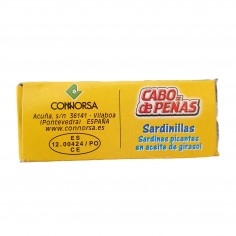 CONNORSA
Acuña, s/n 36141 - Vilaboa
(Pontevedra) ESPAÑA
www.connorsa.es
ES
12.00424/PO
CE
CABO
de PEÑAS
Sardinillas
Sardinas picantes
en aceite de girasol